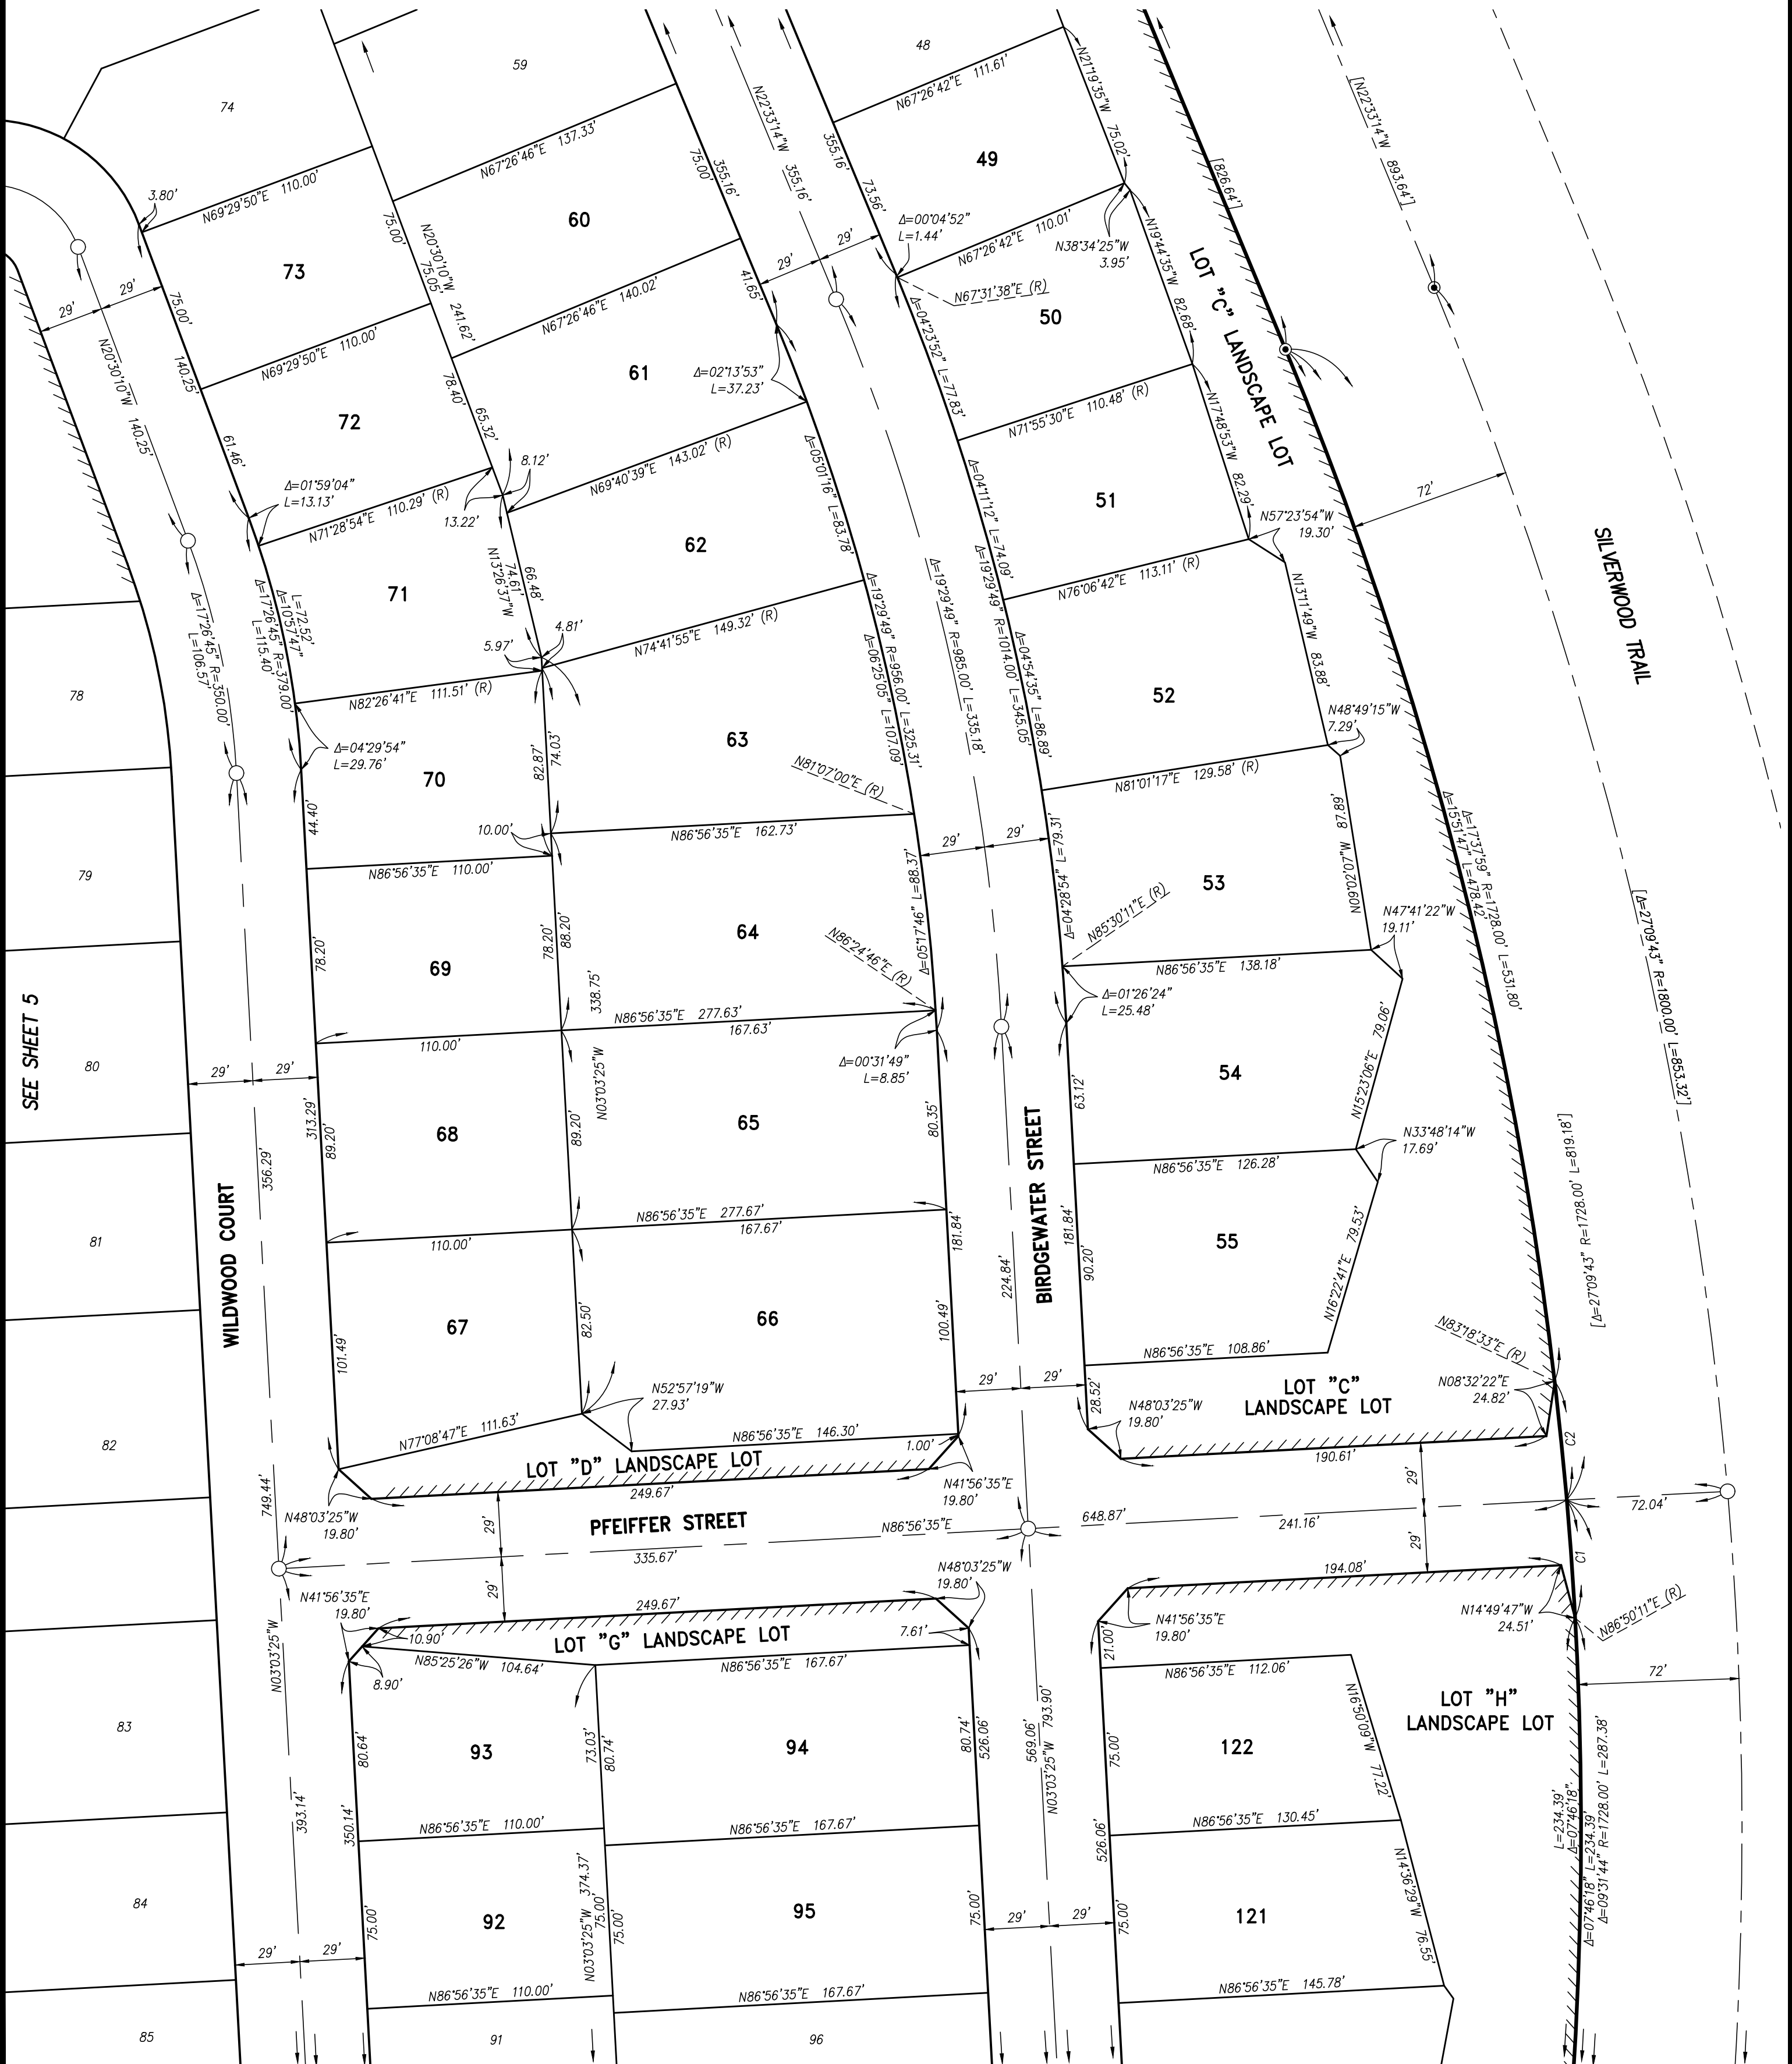 48
59
74
N67°26'42"E 111.61'
N21°19'35"W 75.02'
[N22°33'14"W 893.64']
N22°33'14"W 355.16'
N67°26'46"E 137.33'
75.00'
355.16'
355.16'
73.56'
49
[826.64']
3.80'
N69°29'50"E 110.00'
75.00'
N20°30'10"W 241.62'
75.05'
60
Δ=00°04'52"
L=1.44'
N67°26'42"E 110.01'
N38°34'25"W
3.95'
N19°44'35"W 82.68'
LOT "C" LANDSCAPE LOT
73
29'
29'
29'
29'
N67°26'46"E 140.02'
41.65'
N67°31'38"E (R)
50
75.00'
140.25'
N20°30'10"W 140.25'
N69°29'50"E 110.00'
78.40'
61
Δ=02°13'53"
L=37.23'
Δ=04°23'52" L=77.83'
N71°55'30"E 110.48' (R)
N17°48'53"W 82.29'
72
65.32'
61.46'
8.12'
N69°40'39"E 143.02' (R)
Δ=05°01'16" L=83.78'
Δ=04°11'12" L=74.09'
51
72'
Δ=01°59'04"
L=13.13'
N71°28'54"E 110.29' (R)
13.22'
N57°23'54"W
19.30'
SILVERWOOD TRAIL
62
N13°26'37"W
74.61'
66.48'
71
N76°06'42"E 113.11' (R)
N13°11'49"W 83.88'
Δ=17°26'45" R=350.00'
L=106.57'
L=72.52'
Δ=10°57'47"
Δ=17°26'45" R=379.00'
L=115.40'
Δ=19°29'49" R=956.00' L=325.31'
Δ=06°25'05" L=107.09'
Δ=19°29'49" R=985.00' L=335.18'
Δ=19°29'49" R=1014.00' L=345.05'
Δ=04°54'35" L=86.89'
5.97'
4.81'
N74°41'55"E 149.32' (R)
78
N82°26'41"E 111.51' (R)
52
N48°49'15"W
7.29'
Δ=04°29'54"
L=29.76'
70
82.87'
74.03'
63
N81°07'00"E (R)
N81°01'17"E 129.58' (R)
44.40'
10.00'
N86°56'35"E 162.73'
29'
29'
79.31'
Δ=04°28'54" L=79.31'
N09°02'07"W 87.89'
Δ=17°37'59" R=1728.00' L=531.80'
Δ=15°51'47" L=478.42'
79
N86°56'35"E 110.00'
Δ=05°17'46" L=88.37'
N85°30'11"E (R)
53
N47°41'22"W
19.11'
[Δ=27°09'43" R=1800.00' L=853.32']
78.20'
69
78.20'
88.20'
64
N86°24'46"E (R)
N86°56'35"E 138.18'
SEE SHEET 5
338.75'
N86°56'35"E 277.63'
167.63'
Δ=01°26'24"
L=25.48'
110.00'
29'
29'
80
N03°03'25"W
Δ=00°31'49"
L=8.85'
N15°23'06"E 79.06'
54
313.29'
89.20'
68
89.20'
65
80.35'
63.12'
N33°48'14"W
17.69'
356.29'
BIRDGEWATER STREET
N86°56'35"E 126.28'
[Δ=27°09'43" R=1728.00' L=819.18']
WILDWOOD COURT
81
110.00'
N86°56'35"E 277.67'
167.67'
181.84'
181.84'
90.20'
224.84'
55
N16°22'41"E 79.53'
101.49'
67
82.50'
66
100.49'
N83°18'33"E (R)
N86°56'35"E 108.86'
29'
29'
28.52'
82
N77°08'47"E 111.63'
N52°57'19"W
27.93'
N86°56'35"E 146.30'
1.00'
N48°03'25"W
19.80'
LOT "C"
LANDSCAPE LOT
N08°32'22"E
24.82'
C2
190.61'
29'
749.44'
LOT "D" LANDSCAPE LOT
249.67'
N41°56'35"E
19.80'
N48°03'25"W
19.80'
29'
PFEIFFER STREET
N86°56'35"E
648.87'
241.16'
72.04'
335.67'
29'
29'
C1
194.08'
N41°56'35"E
19.80'
N48°03'25"W
19.80'
249.67'
10.90'
LOT "G" LANDSCAPE LOT
7.61'
N85°25'26"W 104.64'
8.90'
N86°56'35"E 167.67'
N41°56'35"E
19.80'
21.00'
N14°49'47"W
24.51'
N86°50'11"E (R)
N03°03'25"W
N86°56'35"E 112.06'
72'
LOT "H"
LANDSCAPE LOT
83
80.64'
93
73.03'
80.74'
94
80.74'
526.06'
569.06'
N03°03'25"W 793.90'
75.00'
122
N16°50'09"W 77.22'
393.14'
350.14'
N86°56'35"E 110.00'
N86°56'35"E 167.67'
526.06'
N86°56'35"E 130.45'
L=234.39'
Δ=07°46'18"
Δ=07°46'18" L=234.39'
Δ=09°31'44" R=1728.00' L=287.38'
84
75.00'
92
N03°03'25"W 374.37'
75.00'
75.00'
95
75.00'
29'
29'
75.00'
121
N14°36'29"W 76.55'
29'
29'
N86°56'35"E 110.00'
N86°56'35"E 167.67'
N86°56'35"E 145.78'
85
91
96